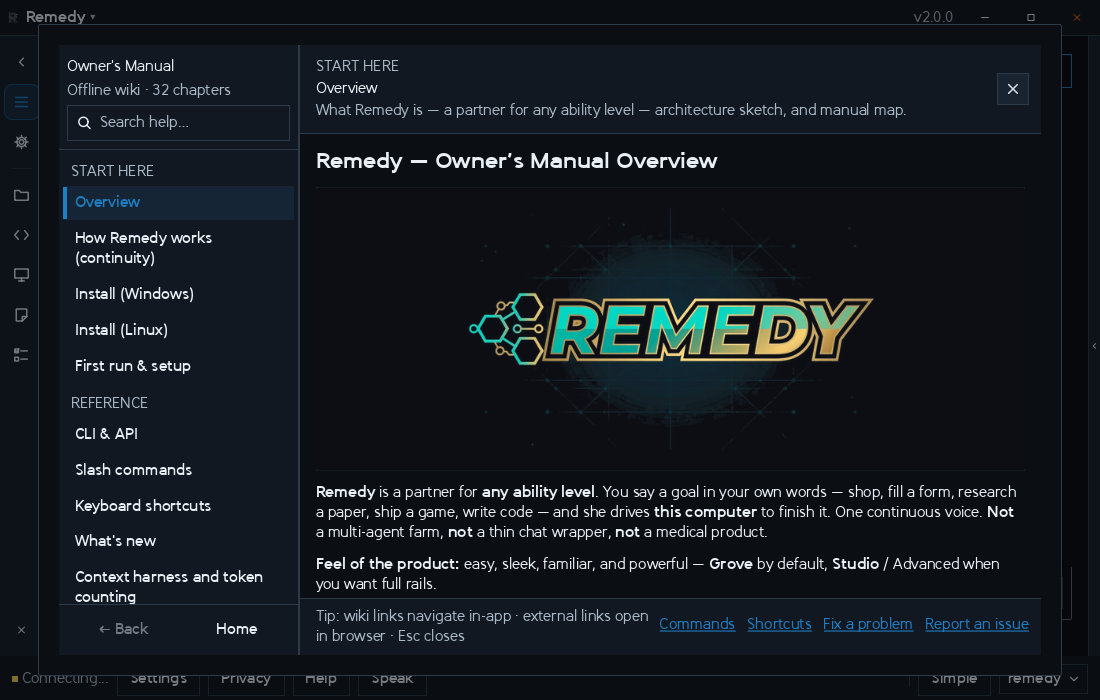 Remedy
v2.0.0
Owner's Manual
Offline wiki · 32 chapters
Search help...
START HERE
Overview
How Remedy works
(continuity)
Install (Windows)
Install (Linux)
First run & setup
REFERENCE
CLI & API
Slash commands
Keyboard shortcuts
What's new
Context harness and token
counting
← Back
Home
START HERE
Overview
What Remedy is — a partner for any ability level — architecture sketch, and manual map.
Remedy — Owner's Manual Overview
REMEDY
Remedy is a partner for any ability level. You say a goal in your own words — shop, fill a form, research
a paper, ship a game, write code — and she drives this computer to finish it. One continuous voice. Not
a multi-agent farm, not a thin chat wrapper, not a medical product.
Feel of the product: easy, sleek, familiar, and powerful — Grove by default, Studio / Advanced when
you want full rails.
Tip: wiki links navigate in-app · external links open
in browser · Esc closes
Commands
Shortcuts
Fix a problem
Report an issue
Connecting...
Settings
Privacy
Help
Speak
Simple
remedy